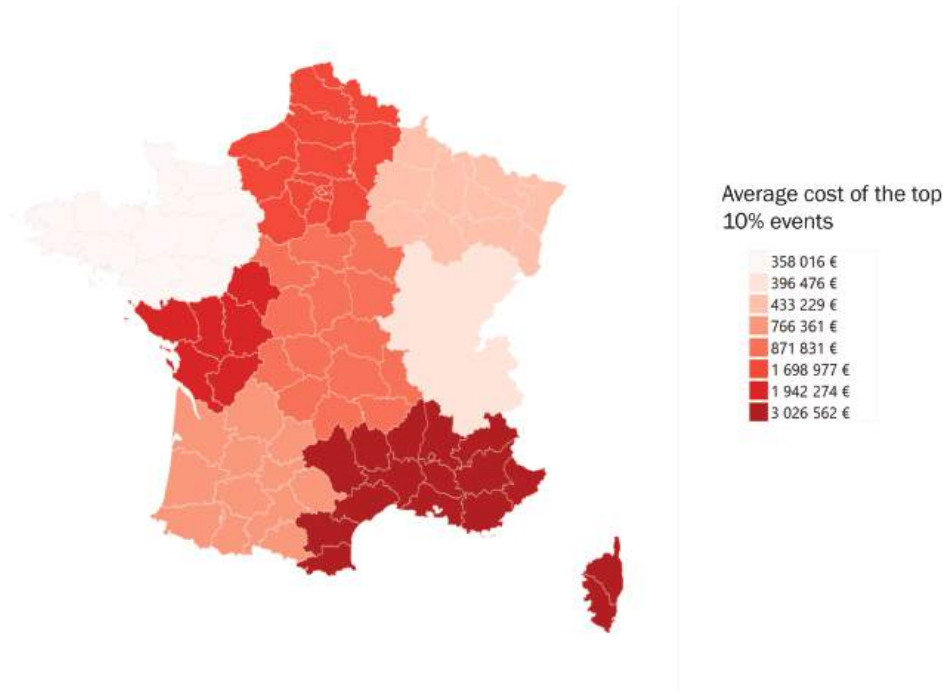 Average cost of the top
10% events
358 016 €
396 476 €
433 229 €
766 361 €
871 831 €
1 698 977 €
1 942 274 €
3 026 562 €